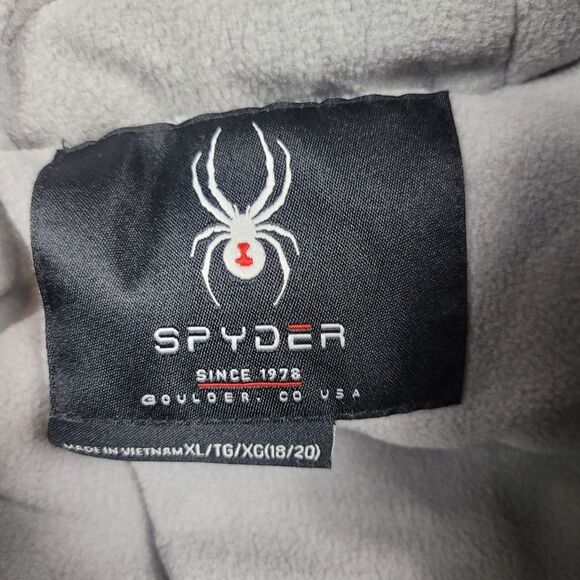 SPYDER
SINCE 1978
BOULDER, CO USA
MADE IN VIETNAM XL/TG/XG(18/20)